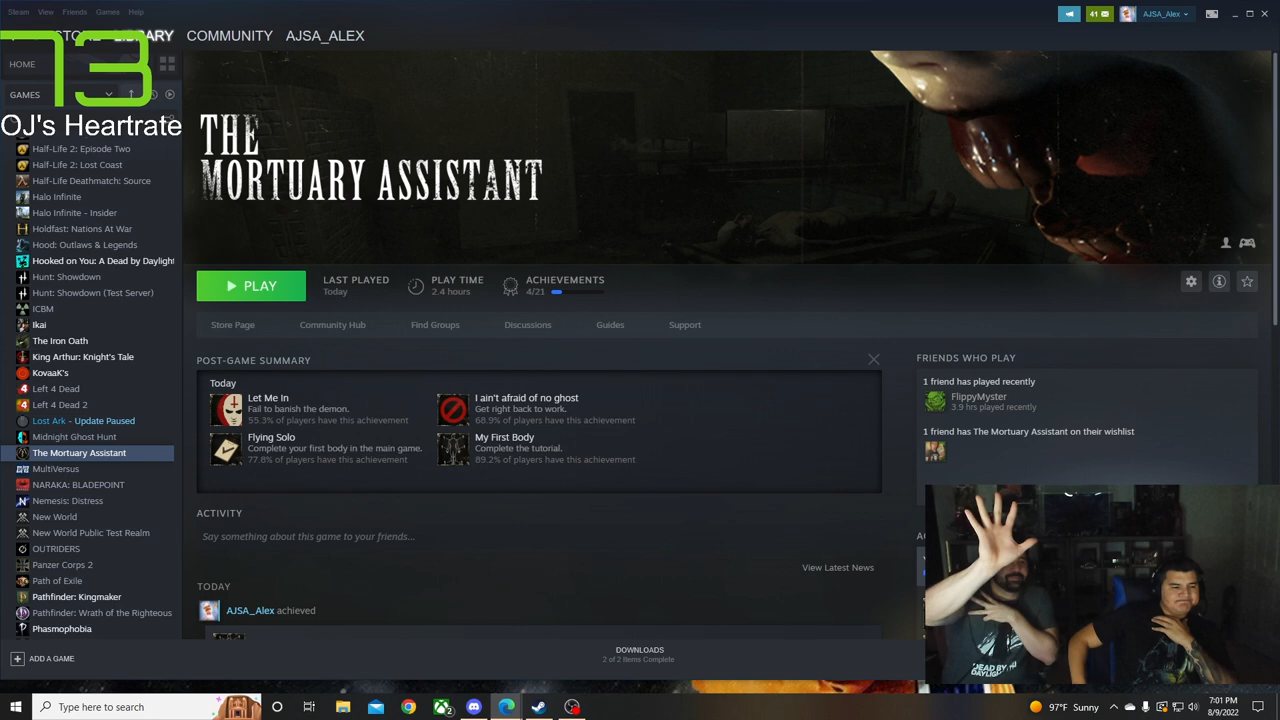 Steam View Friends Games Help
41
AJSA_Alex
STORE LIBRARY COMMUNITY AJSA_ALEX
73
OJ's Heartrate
HOME
GAMES
Half-Life 2: Episode Two
Half-Life 2: Lost Coast
Half-Life Deathmatch: Source
Halo Infinite
Halo Infinite - Insider
Holdfast: Nations At War
Hood: Outlaws & Legends
Hooked on You: A Dead by Daylight
Hunt: Showdown
Hunt: Showdown (Test Server)
ICBM
Ikai
The Iron Oath
King Arthur: Knight's Tale
KovaaK's
Left 4 Dead
Left 4 Dead 2
Lost Ark - Update Paused
Midnight Ghost Hunt
The Mortuary Assistant
MultiVersus
NARAKA: BLADEPOINT
Nemesis: Distress
New World
New World Public Test Realm
OUTRIDERS
Panzer Corps 2
Path of Exile
Pathfinder: Kingmaker
Pathfinder: Wrath of the Righteous
Phasmophobia
ADD A GAME
THE
MORTUARY ASSISTANT
PLAY
LAST PLAYED
Today
PLAY TIME
2.4 hours
ACHIEVEMENTS
4/21
Store Page Community Hub Find Groups Discussions Guides Support
POST-GAME SUMMARY
Today
Let Me In
Fail to banish the demon.
55.3% of players have this achievement
I ain't afraid of no ghost
Get right back to work.
68.9% of players have this achievement
Flying Solo
Complete your first body in the main game.
77.8% of players have this achievement
My First Body
Complete the tutorial.
89.2% of players have this achievement
ACTIVITY
Say something about this game to your friends...
View Latest News
TODAY
AJSA_Alex achieved
FRIENDS WHO PLAY
1 friend has played recently
FlippyMyster
3.9 hrs played recently
1 friend has The Mortuary Assistant on their wishlist
DEAD BY
DAYLIGHT
DOWNLOADS
2 of 2 Items Complete
Type here to search
2
97°F Sunny
7:01 PM
8/9/2022